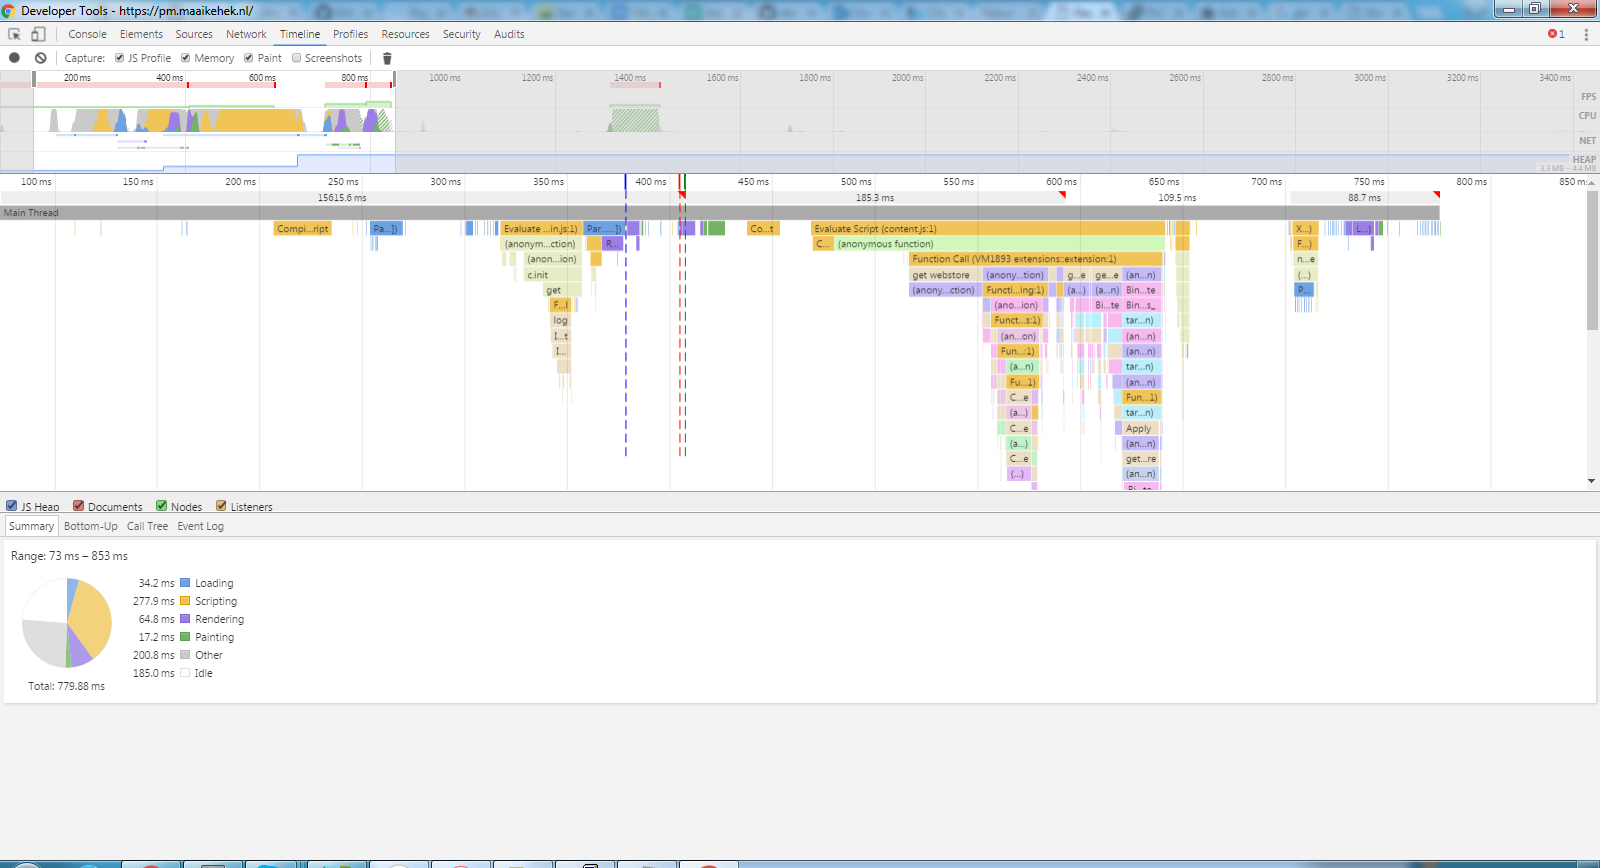 Developer Tools - https://pm.maaikehek.nl/
Console Elements Sources Network Timeline Profiles Resources Security Audits 1
Capture: JS Profile Memory Paint Screenshots
200 ms 400 ms 600 ms 800 ms 1000 ms 1200 ms 1400 ms 1600 ms 1800 ms 2000 ms 2200 ms 2400 ms 2600 ms 2800 ms 3000 ms 3200 ms 3400 ms
FPS
CPU
NET
HEAP
3.3 MB – 4.4 MB
100 ms 150 ms 200 ms 250 ms 300 ms 350 ms 400 ms 450 ms 500 ms 550 ms 600 ms 650 ms 700 ms 750 ms 800 ms 850 ms
15615.6 ms 185.3 ms 109.5 ms 88.7 ms
Main Thread
Compi...ript Pa...]) Evaluate ...in.js:1) Par......]) Co...t Evaluate Script (content.js:1) X...) L...)
(anonym...ction) R... C... (anonymous function) F...)
(anon...ion) Function Call (VM1893 extensions::extension:1) n...e
c.init get webstore (anony...tion) g...e ge...e (an...n) (...)
get (anony...ction) Functi...ing:1) (a...) (a...n) Bin...te P...
F...l (ano...ion) Bi...te Bin...s_
log Funct...s:1) tar...n)
I...t (an...on) (an...n)
I... Fun...:1) (an...n)
(a...n) tar...n)
Fu...1) (an...n)
C...e Fun...1)
(a...) tar...n)
C...e Apply
(a...) (an...n)
C...e get...re
(...) (an...n)
Bi...te
JS Heap Documents Nodes Listeners
Summary Bottom-Up Call Tree Event Log
Range: 73 ms – 853 ms
34.2 ms Loading
277.9 ms Scripting
64.8 ms Rendering
17.2 ms Painting
200.8 ms Other
185.0 ms Idle
Total: 779.88 ms